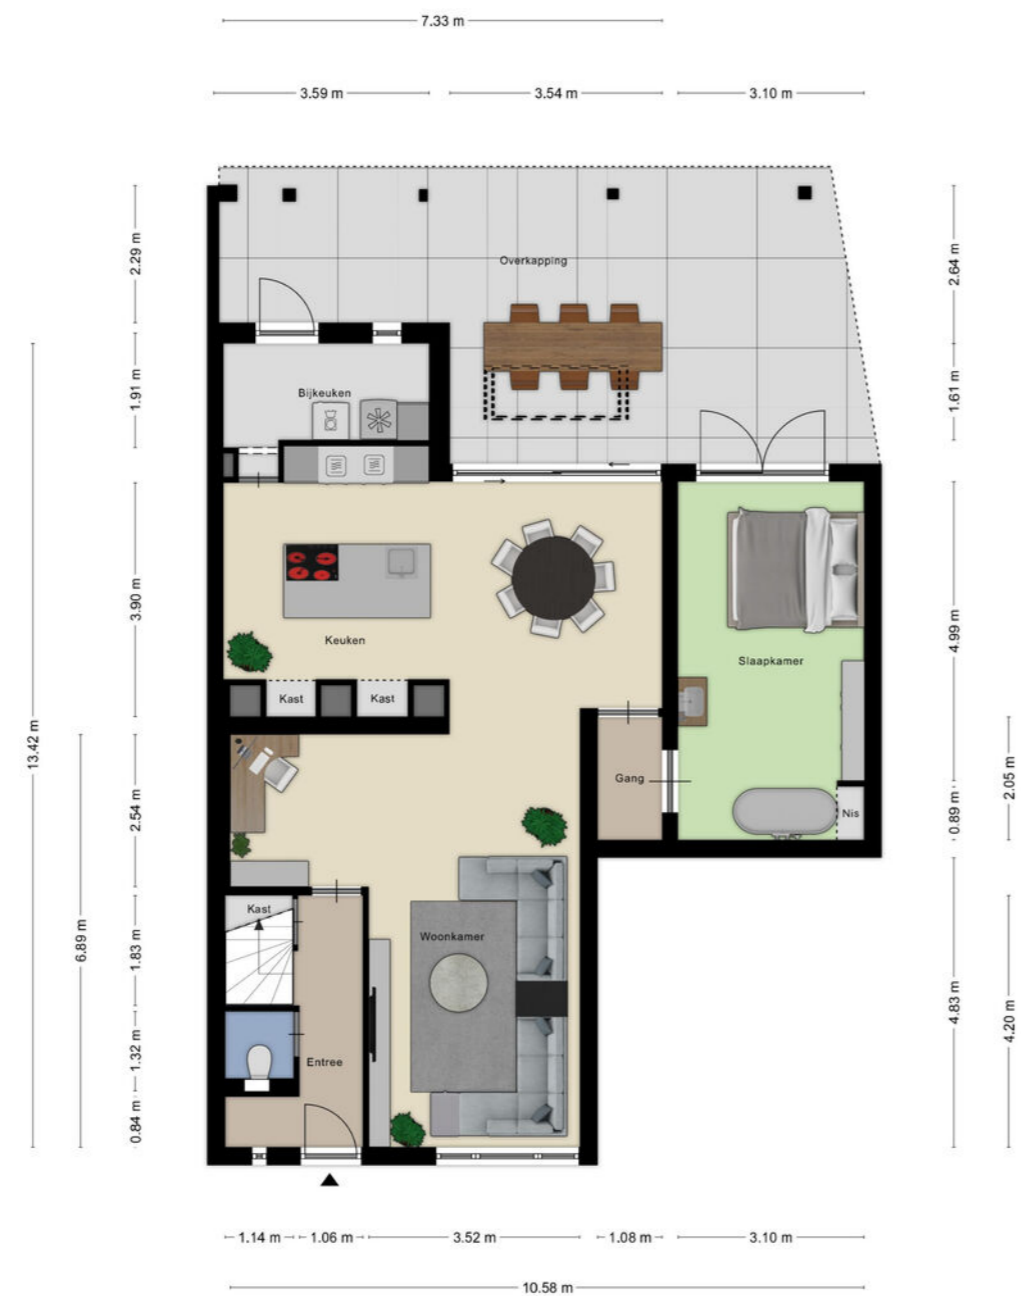 7.33 m
3.59 m
3.54 m
3.10 m
2.29 m
2.64 m
Overkapping
1.91 m
1.61 m
Bijkeuken
3.90 m
4.99 m
Keuken
Slaapkamer
Kast
Kast
13.42 m
Gang
2.05 m
2.54 m
0.89 m
Nis
Kast
6.89 m
1.83 m
Woonkamer
4.83 m
4.20 m
1.32 m
Entree
0.84 m
1.14 m
1.06 m
3.52 m
1.08 m
3.10 m
10.58 m